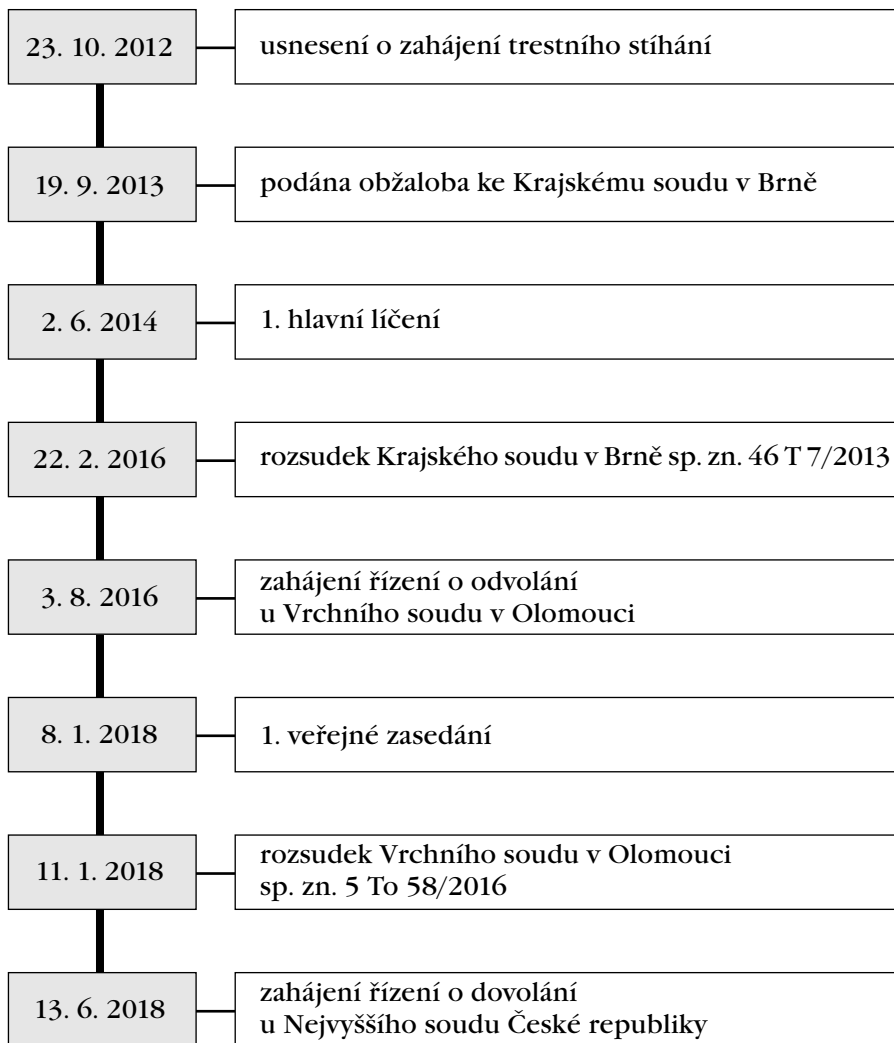 23. 10. 2012
usnesení o zahájení trestního stíhání
19. 9. 2013
podána obžaloba ke Krajskému soudu v Brně
2. 6. 2014
1. hlavní líčení
22. 2. 2016
rozsudek Krajského soudu v Brně sp. zn. 46 T 7/2013
3. 8. 2016
zahájení řízení o odvolání
u Vrchního soudu v Olomouci
8. 1. 2018
1. veřejné zasedání
11. 1. 2018
rozsudek Vrchního soudu v Olomouci
sp. zn. 5 To 58/2016
13. 6. 2018
zahájení řízení o dovolání
u Nejvyššího soudu České republiky